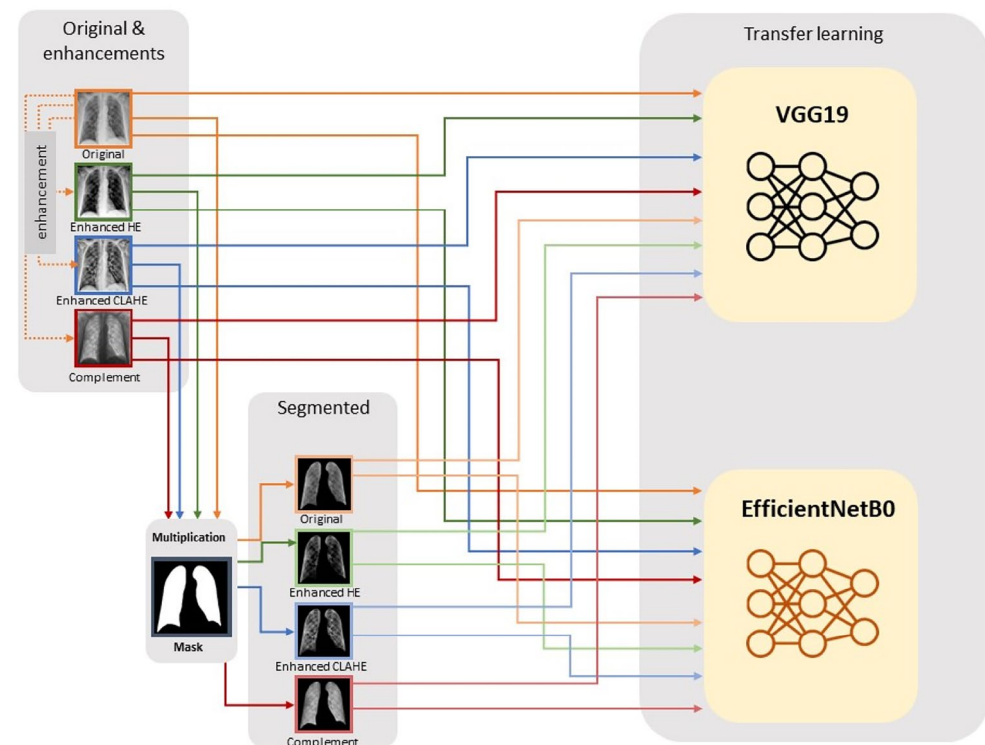 Original &
enhancements
enhancement
Original
Enhanced HE
Enhanced CLAHE
Complement
Segmented
Original
Enhanced HE
Enhanced CLAHE
Complement
Multiplication
Mask
Transfer learning
VGG19
EfficientNetB0